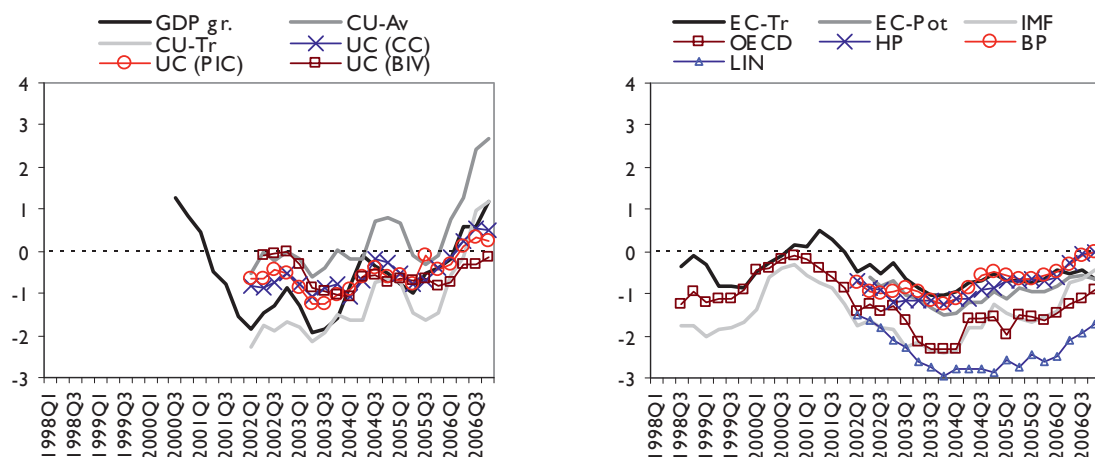 GDP gr. CU-Av
CU-Tr UC (CC)
UC (PIC) UC (BIV)
4
3
2
1
0
-1
-2
-3
1998Q1
1998Q3
1999Q1
1999Q3
2000Q1
2000Q3
2001Q1
2001Q3
2002Q1
2002Q3
2003Q1
2003Q3
2004Q1
2004Q3
2005Q1
2005Q3
2006Q1
2006Q3
EC-Tr EC-Pot IMF
OECD HP BP
LIN
4
3
2
1
0
-1
-2
-3
1998Q1
1998Q3
1999Q1
1999Q3
2000Q1
2000Q3
2001Q1
2001Q3
2002Q1
2002Q3
2003Q1
2003Q3
2004Q1
2004Q3
2005Q1
2005Q3
2006Q1
2006Q3